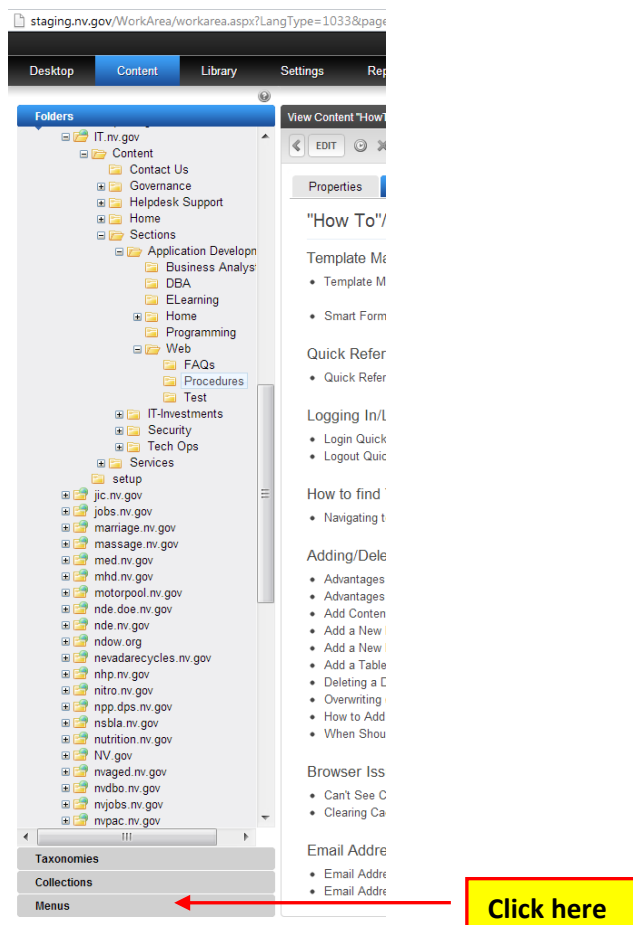 staging.nv.gov/WorkArea/workarea.aspx?LangType=1033&page
Desktop Content Library Settings Rep
Folders
IT.nv.gov
Content
Contact Us
Governance
Helpdesk Support
Home
Sections
Application Developm
Business Analys
DBA
ELearning
Home
Programming
Web
FAQs
Procedures
Test
IT-Investments
Security
Tech Ops
Services
setup
jic.nv.gov
jobs.nv.gov
marriage.nv.gov
massage.nv.gov
med.nv.gov
mhd.nv.gov
motorpool.nv.gov
nde.doe.nv.gov
nde.nv.gov
ndow.org
nevadarecycles.nv.gov
nhp.nv.gov
nitro.nv.gov
npp.dps.nv.gov
nsbla.nv.gov
nutrition.nv.gov
NV.gov
nvaged.nv.gov
nvdbo.nv.gov
nvjobs.nv.gov
nvpac.nv.gov
Taxonomies
Collections
Menus
View Content "HowT
EDIT
Properties
"How To"/
Template Ma
Template M
Smart Form
Quick Refer
Quick Refer
Logging In/L
Login Quick
Logout Quic
How to find
Navigating t
Adding/Dele
Advantages
Advantages
Add Conten
Add a New
Add a New
Add a Table
Deleting a D
Overwriting
How to Add
When Shou
Browser Iss
Can't See C
Clearing Ca
Email Addre
Email Addre
Email Addre
Click here